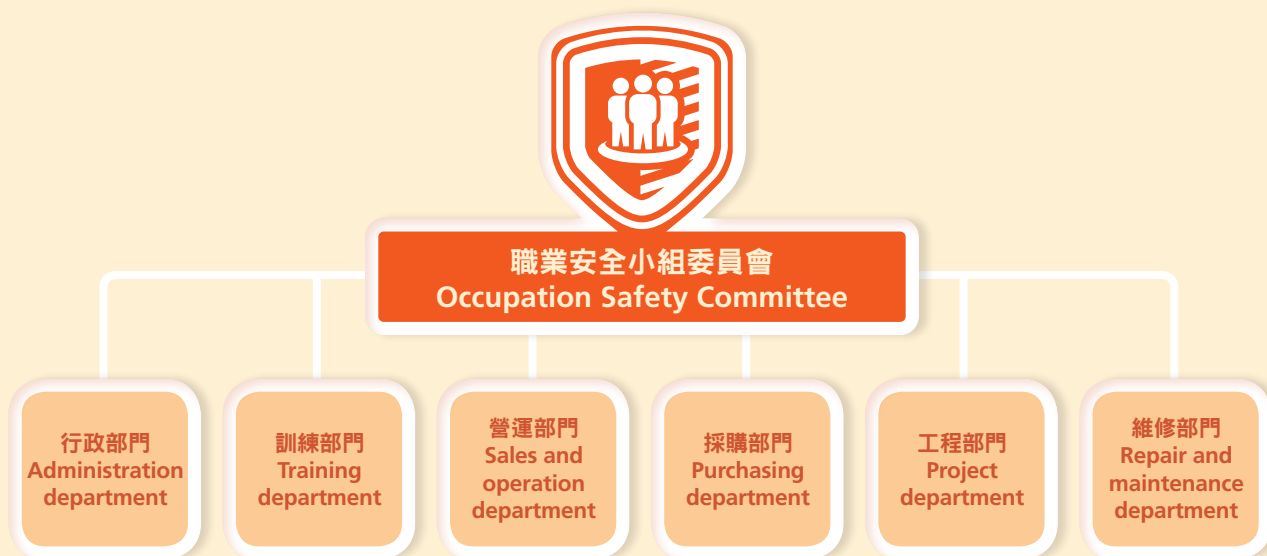 職業安全小組委員會
Occupation Safety Committee
行政部門
Administration
department
訓練部門
Training
department
營運部門
Sales and
operation
department
採購部門
Purchasing
department
工程部門
Project
department
維修部門
Repair and
maintenance
department